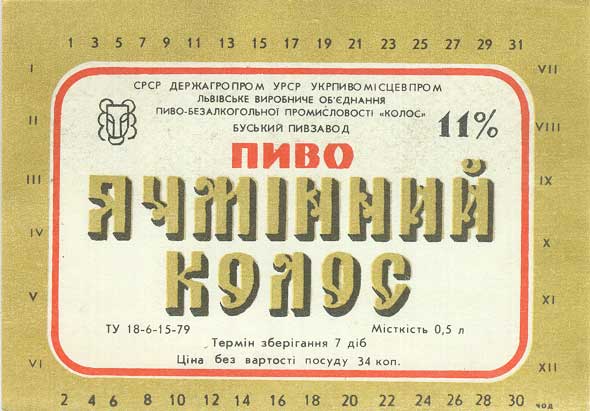 1 3 5 7 9 11 13 15 17 19 21 23 25 27 29 31
I VII
СРСР ДЕРЖАГРОПРОМ УРСР УКРПИВОМІСЦЕВПРОМ
ЛЬВІВСЬКЕ ВИРОБНИЧЕ ОБ'ЄДНАННЯ
ПИВО-БЕЗАЛКОГОЛЬНОЇ ПРОМИСЛОВОСТІ «КОЛОС»
II БУСЬКИЙ ПИВЗАВОД 11% VIII
ПИВО
III ЯЧМІННИЙ IX
IV X
КОЛОС
V XI
ТУ 18-6-15-79 Місткість 0,5 л
Термін зберігання 7 діб
VI Ціна без вартості посуду 34 коп. XII
2 4 6 8 10 12 14 16 18 20 22 24 26 28 30